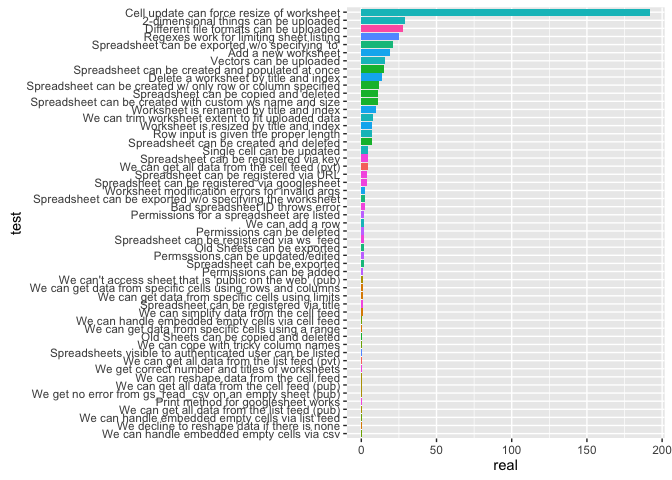 Cell update can force resize of worksheet
2-dimensional things can be uploaded
Different file formats can be uploaded
Regexes work for limiting sheet listing
Spreadsheet can be exported w/o specifying 'to'
Add a new worksheet
Vectors can be uploaded
Spreadsheet can be created and populated at once
Delete a worksheet by title and index
Spreadsheet can be created w/ only row or column specified
Spreadsheet can be copied and deleted
Spreadsheet can be created with custom ws name and size
Worksheet is renamed by title and index
We can trim worksheet extent to fit uploaded data
Worksheet is resized by title and index
Row input is given the proper length
Spreadsheet can be created and deleted
Single cell can be updated
Spreadsheet can be registered via key
We can get all data from the cell feed (pvt)
Spreadsheet can be registered via URL
Spreadsheet can be registered via googlesheet
Worksheet modification errors for invalid args
Spreadsheet can be exported w/o specifying the worksheet
Bad spreadsheet ID throws error
Permissions for a spreadsheet are listed
We can add a row
Permissions can be deleted
Spreadsheet can be registered via ws_feed
Old Sheets can be exported
Permsssions can be updated/edited
Spreadsheet can be exported
Permissions can be added
We can't access sheet that is 'public on the web' (pub)
We can get data from specific cells using rows and columns
We can get data from specific cells using limits
Spreadsheet can be registered via title
We can simplify data from the cell feed
We can handle embedded empty cells via cell feed
We can get data from specific cells using a range
Old Sheets can be copied and deleted
We can cope with tricky column names
Spreadsheets visible to authenticated user can be listed
We can get all data from the list feed (pvt)
We get correct number and titles of worksheets
We can reshape data from the cell feed
We can get all data from the cell feed (pub)
We get no error from gs_read_csv on an empty sheet (pub)
Print method for googlesheet works
We can get all data from the list feed (pub)
We can handle embedded empty cells via list feed
We decline to reshape data if there is none
We can handle embedded empty cells via csv
test
0 50 100 150 200
real